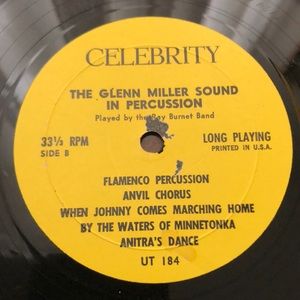 CELEBRITY
THE GLENN MILLER SOUND
IN PERCUSSION
Played by the Roy Burnet Band
33⅓ RPM
SIDE B
LONG PLAYING
PRINTED IN U.S.A.
FLAMENCO PERCUSSION
ANVIL CHORUS
WHEN JOHNNY COMES MARCHING HOME
BY THE WATERS OF MINNETONKA
ANITRA'S DANCE
UT 184